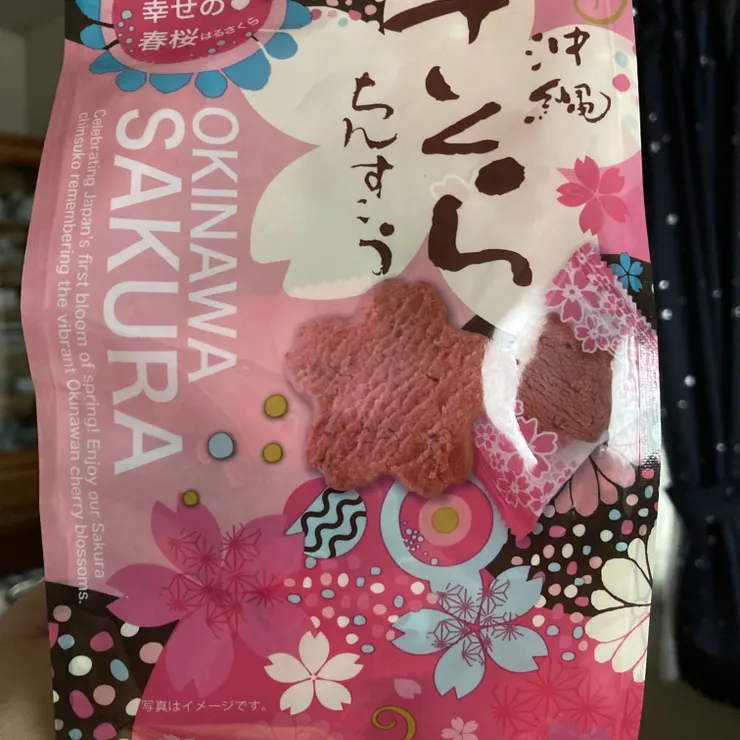 幸せの
春桜はるさくら
沖縄
さくら
ちんすこう
OKINAWA
SAKURA
Celebrating Japan's first bloom of spring! Enjoy our Sakura
chinsuko remembering the vibrant Okinawan cherry blossoms.
写真はイメージです。